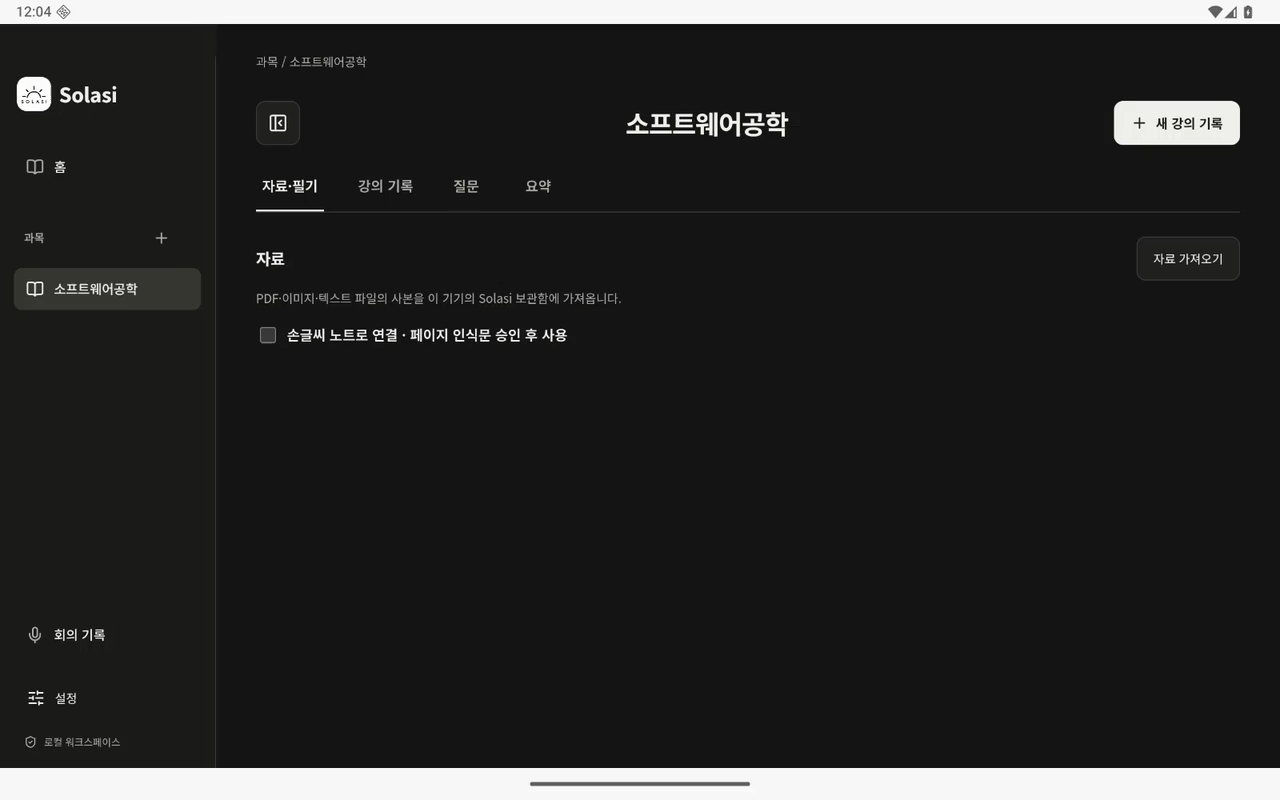 12:04
과목 / 소프트웨어공학
SOLASI
Solasi
소프트웨어공학
+ 새 강의 기록
홈
자료·필기
강의 기록
질문
요약
과목 +
자료
자료 가져오기
소프트웨어공학
PDF·이미지·텍스트 파일의 사본을 이 기기의 Solasi 보관함에 가져옵니다.
손글씨 노트로 연결 · 페이지 인식문 승인 후 사용
회의 기록
설정
로컬 워크스페이스